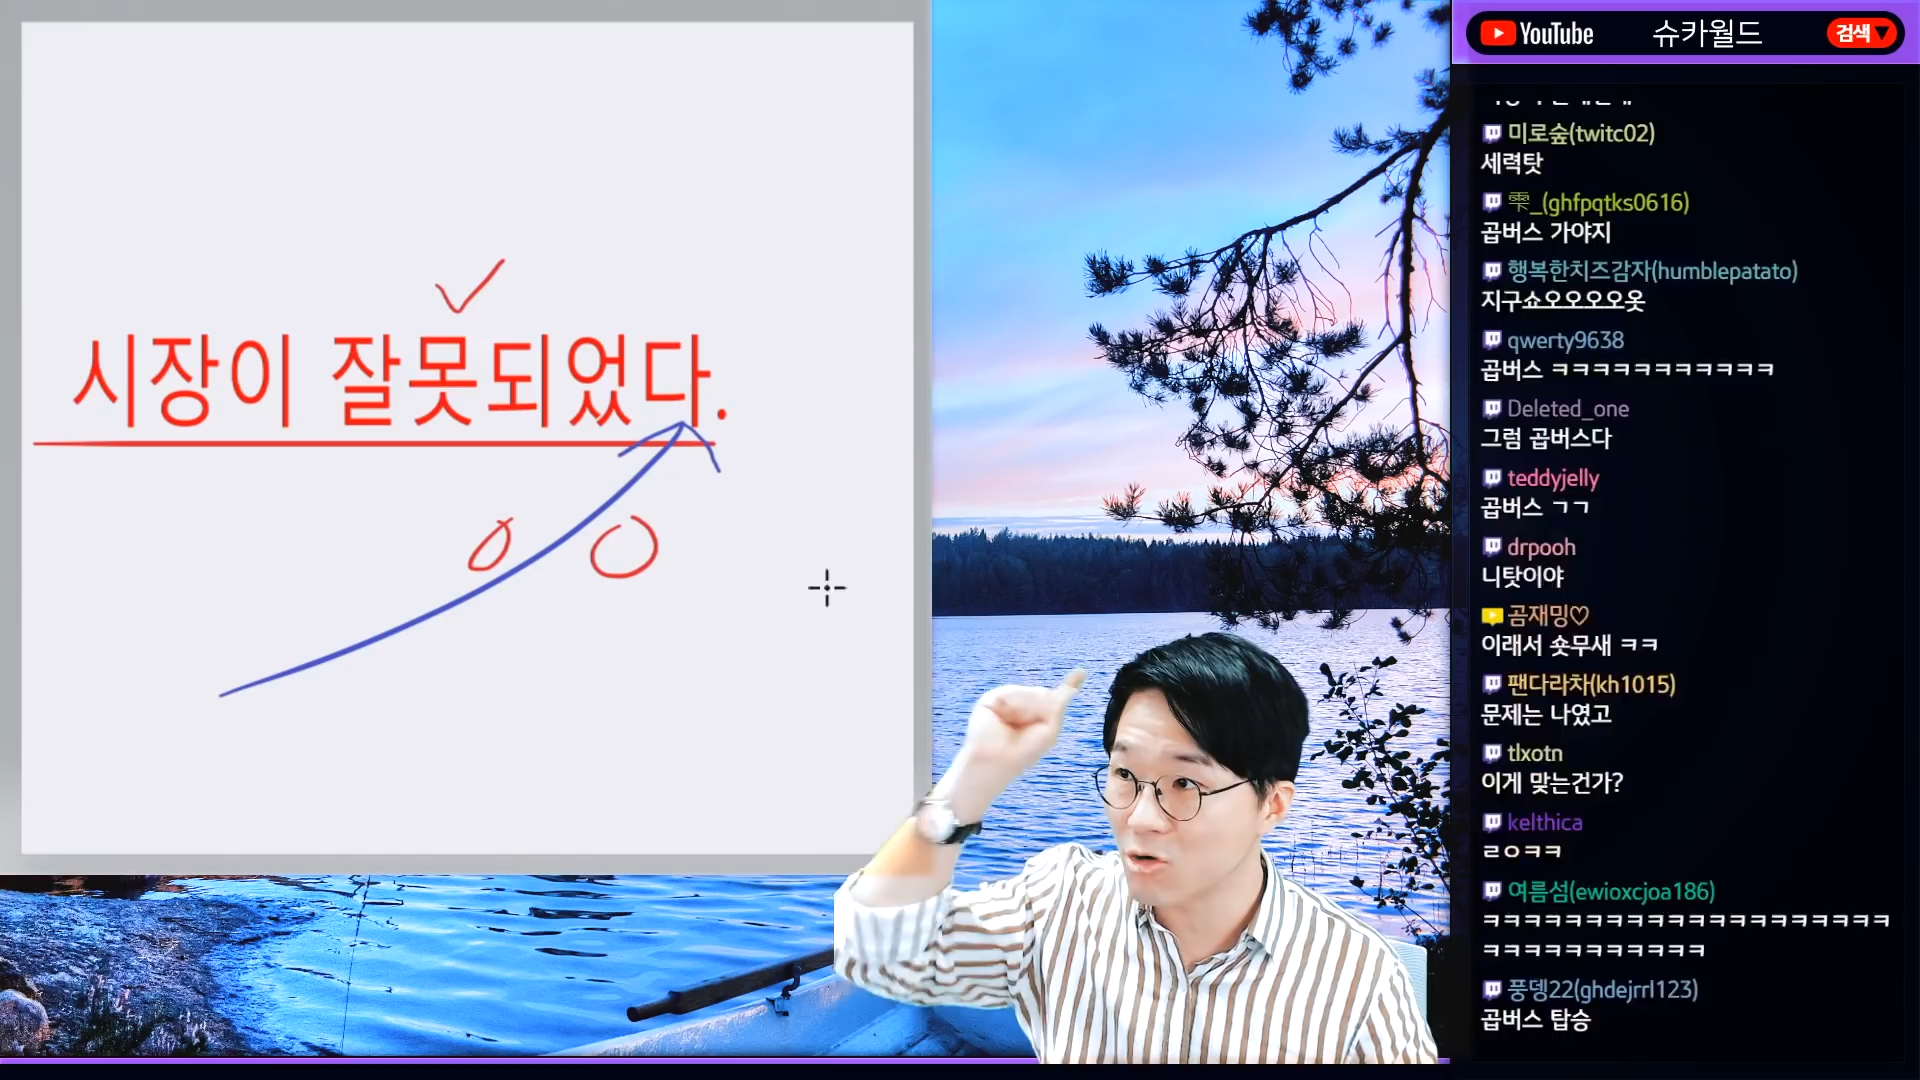 시장이 잘못되었다.
YouTube 슈카월드 검색▼
미로숲(twitc02)
세력탓
雫_(ghfpqtks0616)
곱버스 가야지
행복한치즈감자(humblepatato)
지구쇼오오오오옷
qwerty9638
곱버스 ㅋㅋㅋㅋㅋㅋㅋㅋㅋㅋㅋ
Deleted_one
그럼 곱버스다
teddyjelly
곱버스 ㄱㄱ
drpooh
니탓이야
곰재밍♡
이래서 숏무새 ㅋㅋ
팬다라차(kh1015)
문제는 나였고
tlxotn
이게 맞는건가?
kelthica
ㄹㅇㅋㅋ
여름섬(ewioxcjoa186)
ㅋㅋㅋㅋㅋㅋㅋㅋㅋㅋㅋㅋㅋㅋㅋㅋㅋㅋㅋㅋ
ㅋㅋㅋㅋㅋㅋㅋㅋㅋㅋㅋ
풍뎅22(ghdejrrl123)
곱버스 탑승